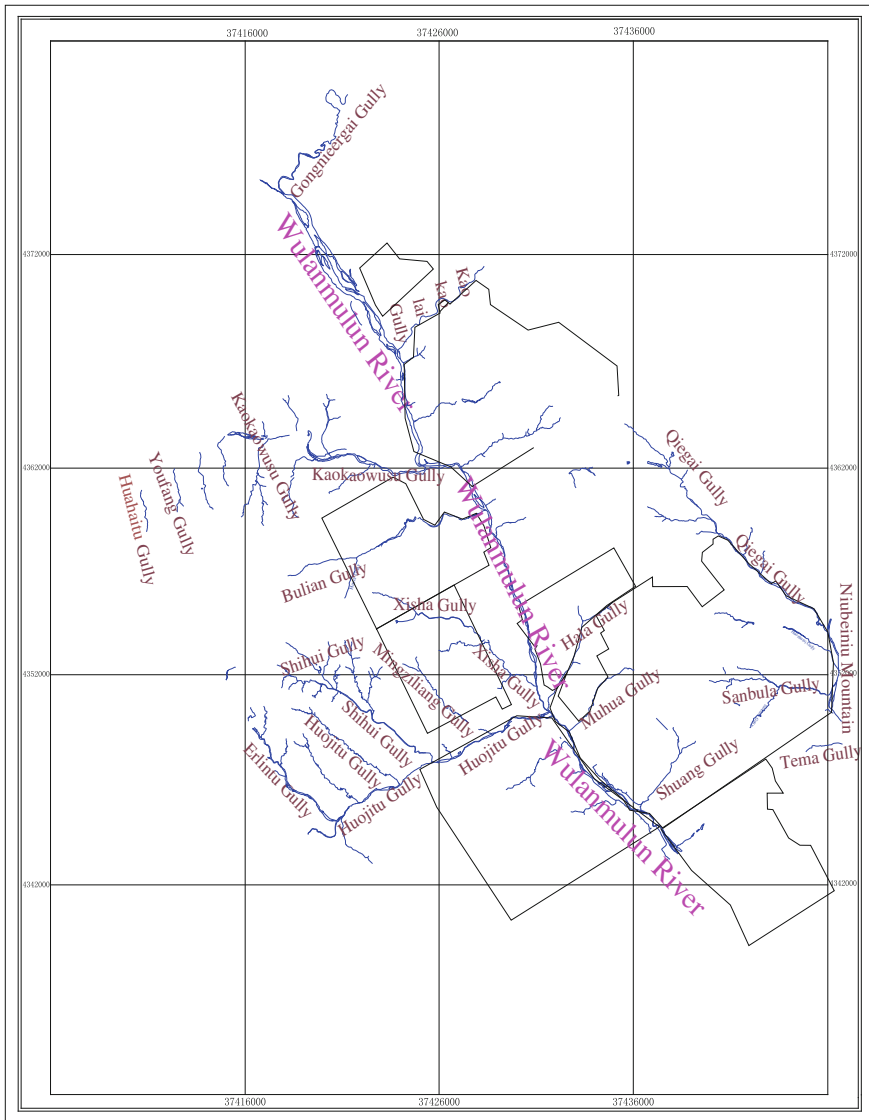 37416000 37426000 37436000
Gongnieergai Gully
Wulanmulun River
4372000
4372000
Kao
kao
lai
Gully
Kaokaowusu Gully
Qiegai Gully
4362000
4362000
Youfang Gully
Huahaitu Gully
Kaokaowusu Gully
Wulanmulun River
Qiegai Gully
Bulian Gully
Xisha Gully
Hala Gully
Niubeiniu Mountain
Shihui Gully
Mingailiang Gully
Xisha Gully
4352000
4352000
Muhua Gully
Sanbula Gully
Shihui Gully
Huojitu Gully
Huojitu Gully
Erlintu Gully
Huojitu Gully
Wulanmulun River
Shuang Gully
Tema Gully
4342000
4342000
37416000 37426000 37436000